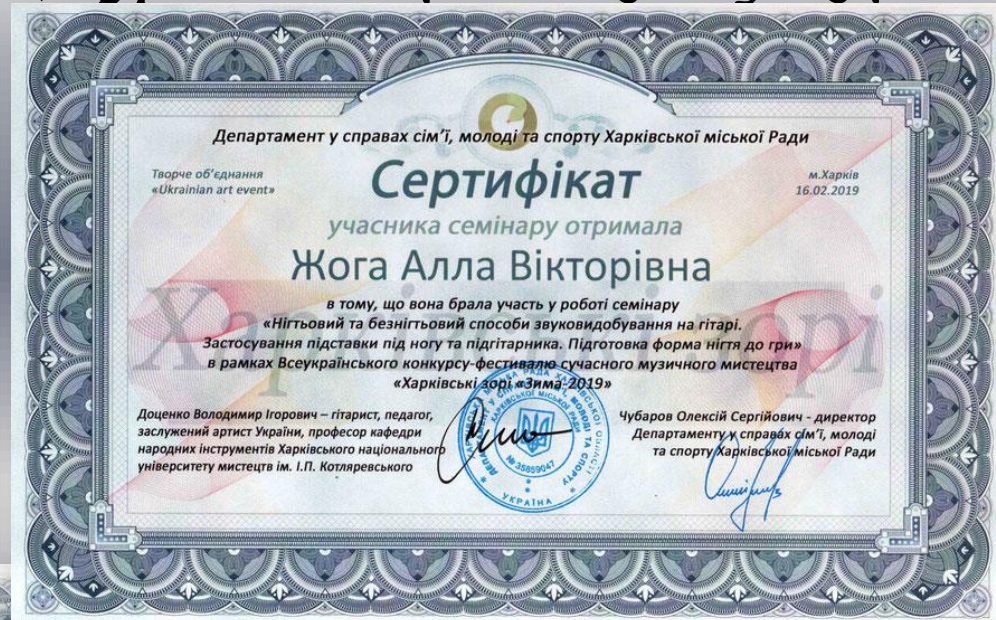 Департамент у справах сім’ї, молоді та спорту Харківської міської Ради
Творче об’єднання
«Ukrainian art event»
м.Харків
16.02.2019
Сертифікат
учасника семінару отримала
Жога Алла Вікторівна
в тому, що вона брала участь у роботі семінару
«Нігтьовий та безнігтьовий способи звуковидобування на гітарі.
Застосування підставки під ногу та підгітарника. Підготовка форма нігтя до гри»
в рамках Всеукраїнського конкурсу-фестивалю сучасного музичного мистецтва
«Харківські зорі «Зима-2019»
Харківські зорі
Доценко Володимир Ігорович – гітарист, педагог,
заслужений артист України, професор кафедри
народних інструментів Харківського національного
університету мистецтв ім. І.П. Котляревського
№ 35859047
УКРАЇНА
Чубаров Олексій Сергійович - директор
Департаменту у справах сім’ї, молоді
та спорту Харківської міської Ради